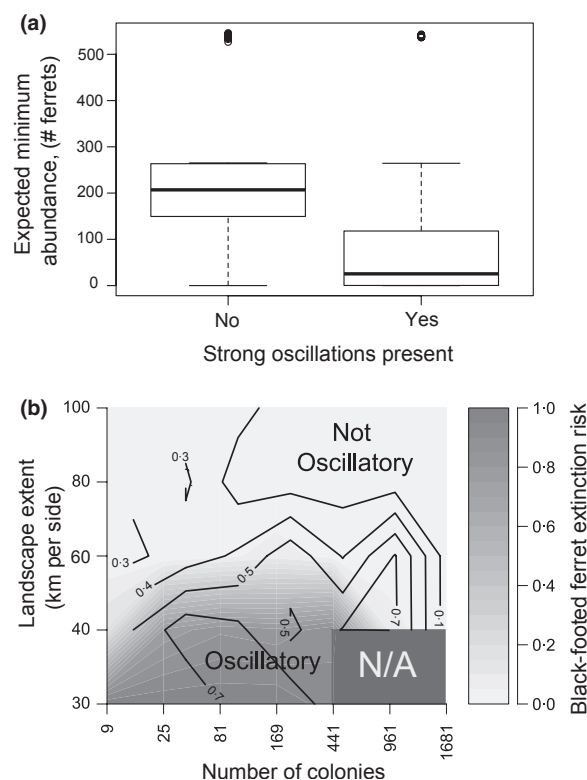 (a)
Expected minimum
abundance, (# ferrets)
500
400
300
200
100
0
No
Yes
Strong oscillations present
(b)
Landscape extent
(km per side)
100
80
60
40
30
Not
Oscillatory
0·3
0·3
0·4
0·5
0·5
0·7
0·7
0·1
Oscillatory
N/A
9
25
81
169
441
961
1681
Number of colonies
1·0
0·8
0·6
0·4
0·2
0·0
Black-footed ferret extinction risk